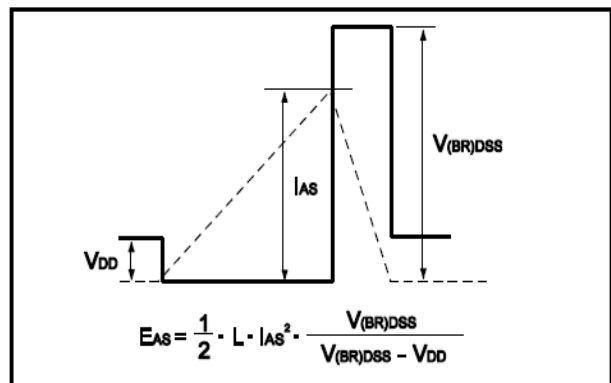 V(BR)DSS
IAS
VDD
EAS = 1/2 · L · IAS² · V(BR)DSS / (V(BR)DSS – VDD)